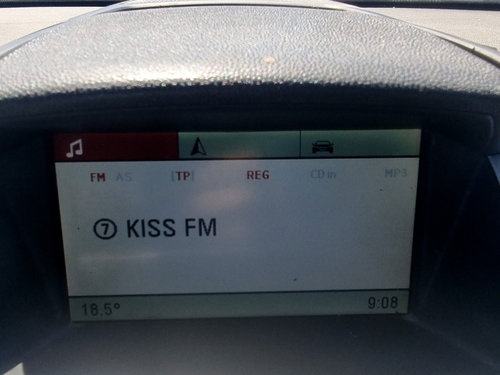 FM AS [TP] REG CD in MP3
7 KISS FM
18.5° 9:08